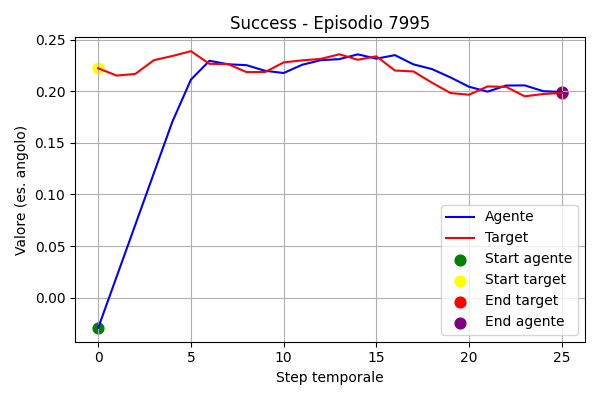 Success - Episodio 7995
Valore (es. angolo)
0.25
0.20
0.15
0.10
0.05
0.00
0
5
10
15
20
25
Step temporale
Agente
Target
Start agente
Start target
End target
End agente